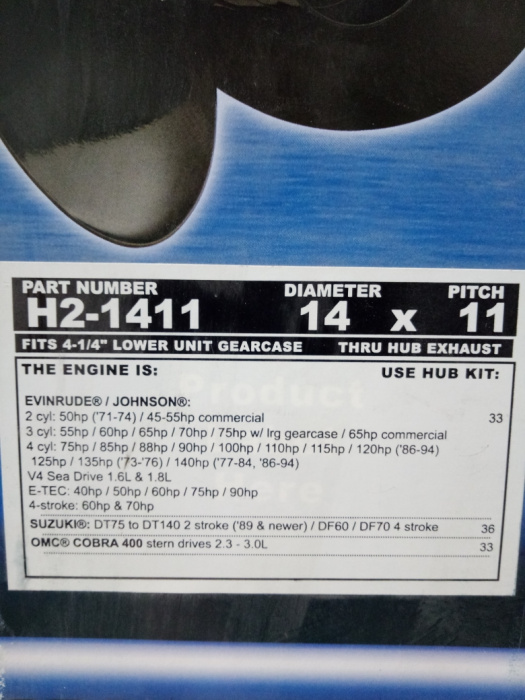 PART NUMBER DIAMETER PITCH
H2-1411 14 x 11
FITS 4-1/4" LOWER UNIT GEARCASE THRU HUB EXHAUST
THE ENGINE IS: USE HUB KIT:
Product
EVINRUDE® / JOHNSON®:
2 cyl: 50hp ('71-74) / 45-55hp commercial 33
3 cyl: 55hp / 60hp / 65hp / 70hp / 75hp w/ lrg gearcase / 65hp commercial
4 cyl: 75hp / 85hp / 88hp / 90hp / 100hp / 110hp / 115hp / 120hp ('86-94)
125hp / 135hp ('73-'76) / 140hp ('77-84, '86-94)
V4 Sea Drive 1.6L & 1.8L
E-TEC: 40hp / 50hp / 60hp / 75hp / 90hp
4-stroke: 60hp & 70hp
SUZUKI®: DT75 to DT140 2 stroke ('89 & newer) / DF60 / DF70 4 stroke 36
OMC® COBRA 400 stern drives 2.3 - 3.0L 33